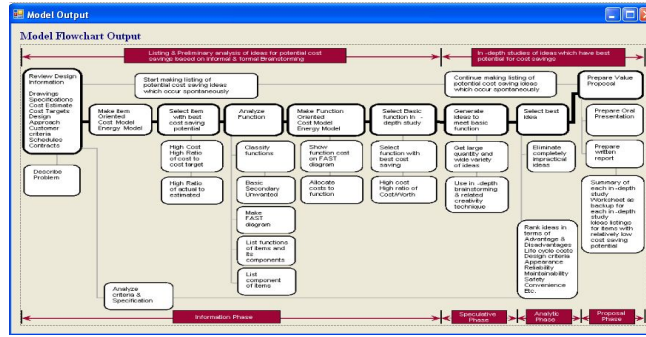 Model Output
Model Flowchart Output
Listing & Preliminary analysis of ideas for potential cost
savings based on informal & formal Brainstorming
In -depth studies of ideas which have best
potential for cost savings
Review Design
Information
Drawings
Specifications
Cost Estimate
Cost Targets
Design
Approach
Customer
criteria
Schedules
Contracts
Start making listing of
potential cost saving ideas
which occur spontaneously
Continue making listing of
potential cost saving ideas
which occur spontaneously
Prepare Value
Proposal
Make item
Oriented
Cost Model
Energy Model
Select item
with best
cost saving
potential
Analyze
Function
Make Function
Oriented
Cost Model
Energy Model
Select Basic
function in -
depth study
Generate
ideas to
meet basic
function
Select best
idea
Prepare Oral
Presentation
Describe
Problem
High Cost
High Ratio
of cost to
cost target
Classify
functions
Show
function cost
on FAST
diagram
Select
function with
best cost
saving
Get large
quantity and
wide variety
of ideas
Eliminate
completely
impractical
ideas
Prepare
written
report
High Ratio
of actual to
estimated
Basic
Secondary
Unwanted
Allocate
costs to
function
High cost
High ratio of
Cost/Worth
Use in -depth
brainstorming
& related
creativity
technique
Summary of
each in-depth
study
Worksheet as
backup for
each in-depth
study
Ideas listings
for items with
relatively low
cost saving
potential
Make
FAST
diagram
List functions
of items and
its
components
List
component
of items
Rank ideas in
terms of
Advantage &
Disadvantages
Life cycle costs
Design criteria
Appearance
Reliability
Maintainability
Safety
Convenience
Etc.
Analyze
criteria &
Specification
Information Phase
Speculative
Phase
Analytic
Phase
Proposal
Phase